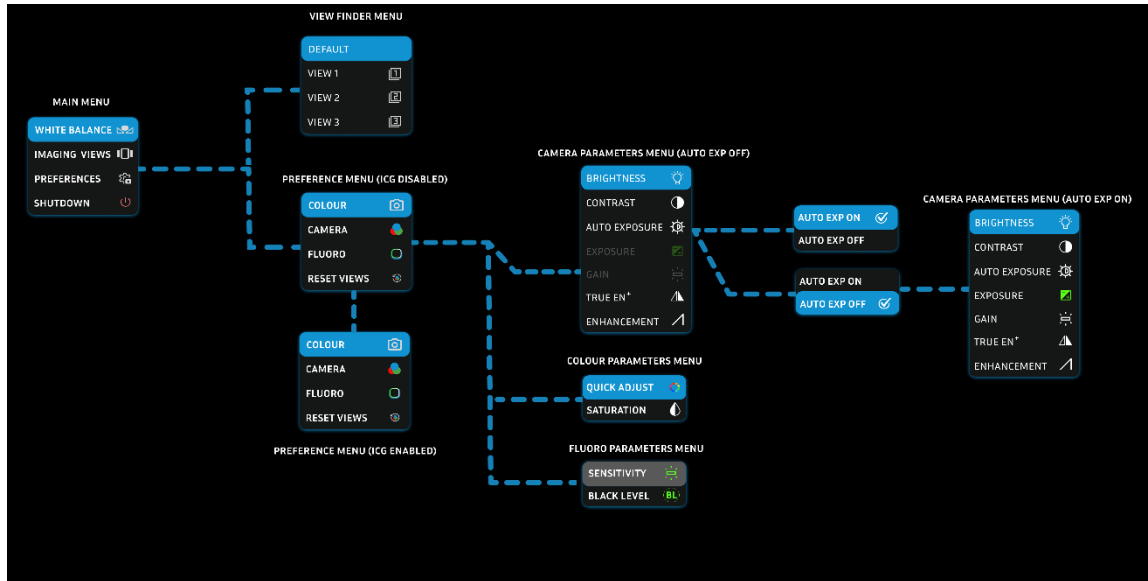 VIEW FINDER MENU
DEFAULT
VIEW 1 1
VIEW 2 2
VIEW 3 3
MAIN MENU
WHITE BALANCE
IMAGING VIEWS
PREFERENCES
SHUTDOWN
PREFERENCE MENU (ICG DISABLED)
COLOUR
CAMERA
FLUORO
RESET VIEWS
COLOUR
CAMERA
FLUORO
RESET VIEWS
PREFERENCE MENU (ICG ENABLED)
CAMERA PARAMETERS MENU (AUTO EXP OFF)
BRIGHTNESS
CONTRAST
AUTO EXPOSURE
EXPOSURE
GAIN
TRUE EN+
ENHANCEMENT
AUTO EXP ON
AUTO EXP OFF
AUTO EXP ON
AUTO EXP OFF
CAMERA PARAMETERS MENU (AUTO EXP ON)
BRIGHTNESS
CONTRAST
AUTO EXPOSURE
EXPOSURE
GAIN
TRUE EN+
ENHANCEMENT
COLOUR PARAMETERS MENU
QUICK ADJUST
SATURATION
FLUORO PARAMETERS MENU
SENSITIVITY
BLACK LEVEL (BL)